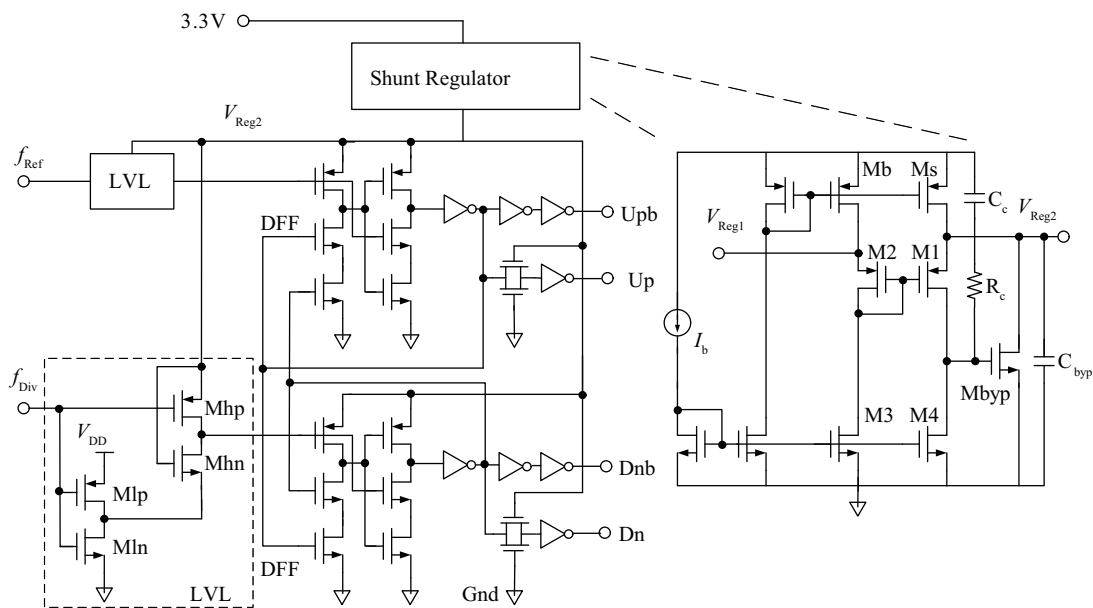 3.3V
Shunt Regulator
V_Reg2
f_Ref
LVL
DFF
Upb
Up
f_Div
Mhp
V_DD
Mhn
Mlp
Mln
LVL
DFF
Gnd
Dnb
Dn
Mb
Ms
C_c
V_Reg1
V_Reg2
M2
M1
R_c
I_b
Mbyp
C_byp
M3
M4